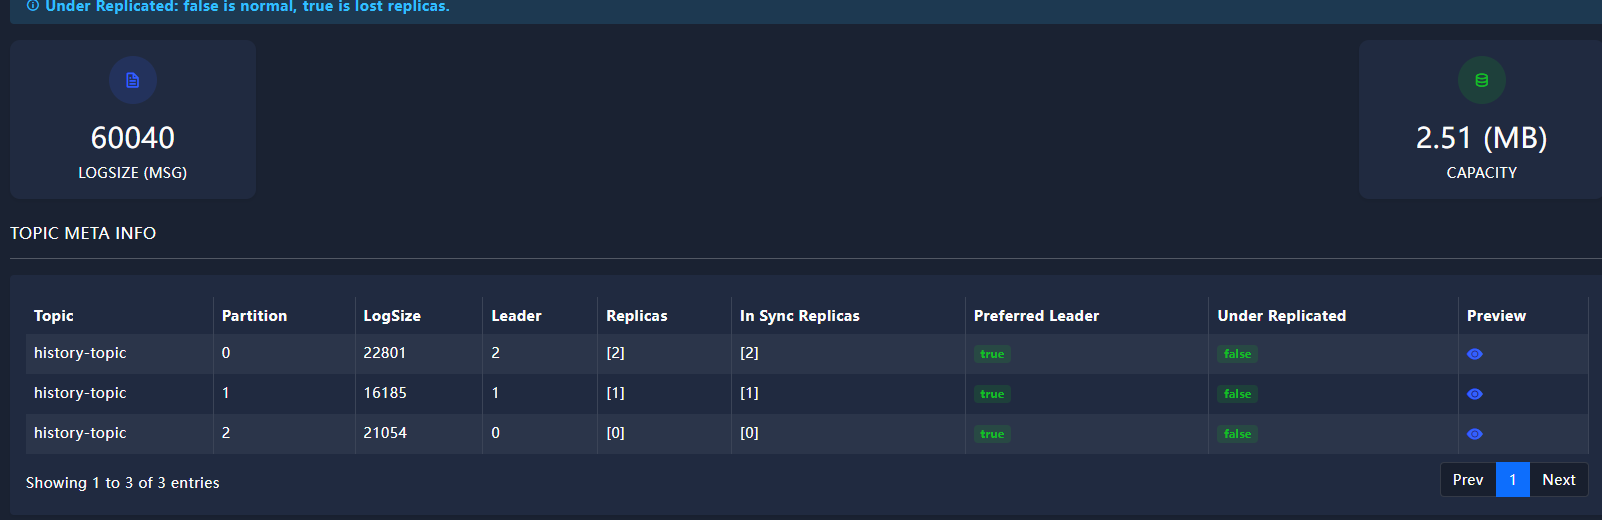 Under Replicated: false is normal, true is lost replicas.
60040
LOGSIZE (MSG)
2.51 (MB)
CAPACITY
TOPIC META INFO
Topic Partition LogSize Leader Replicas In Sync Replicas Preferred Leader Under Replicated Preview
history-topic 0 22801 2 [2] [2] true false
history-topic 1 16185 1 [1] [1] true false
history-topic 2 21054 0 [0] [0] true false
Showing 1 to 3 of 3 entries
Prev 1 Next